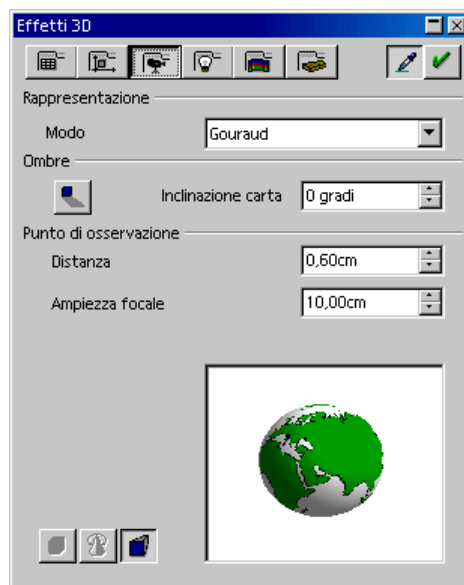 Effetti 3D
Rappresentazione
Modo Gouraud
Ombre
Inclinazione carta 0 gradi
Punto di osservazione
Distanza 0,60cm
Ampiezza focale 10,00cm